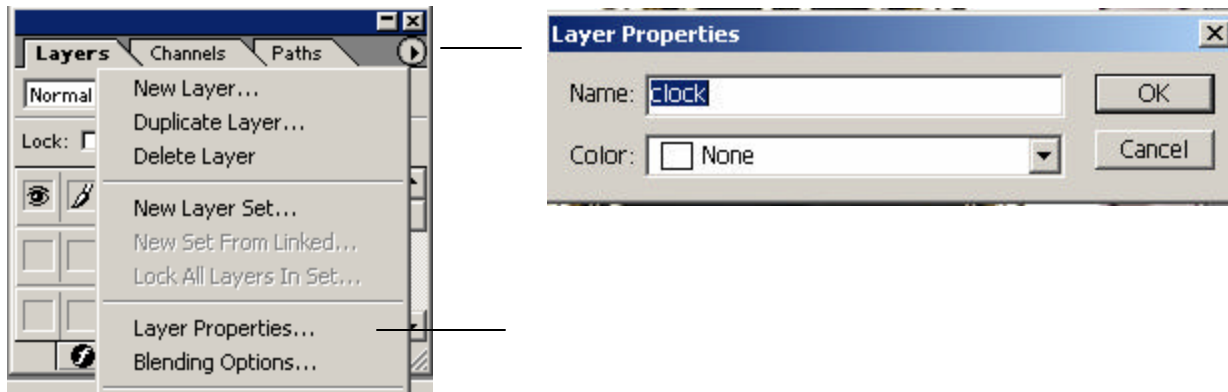 Layers Channels Paths
Normal
Lock:
New Layer...
Duplicate Layer...
Delete Layer
New Layer Set...
New Set From Linked...
Lock All Layers In Set...
Layer Properties...
Blending Options...
Layer Properties
Name: clock
OK
Color: None
Cancel